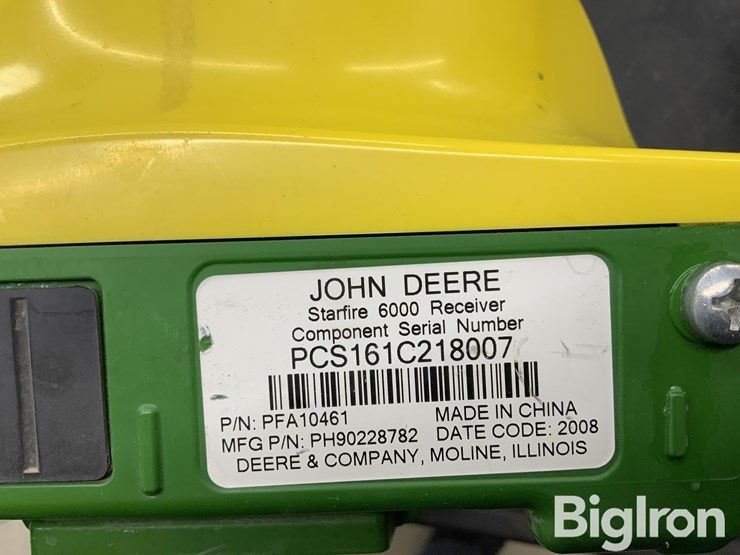 JOHN DEERE
Starfire 6000 Receiver
Component Serial Number
PCS161C218007
P/N: PFA10461 MADE IN CHINA
MFG P/N: PH90228782 DATE CODE: 2008
DEERE & COMPANY, MOLINE, ILLINOIS
BigIron